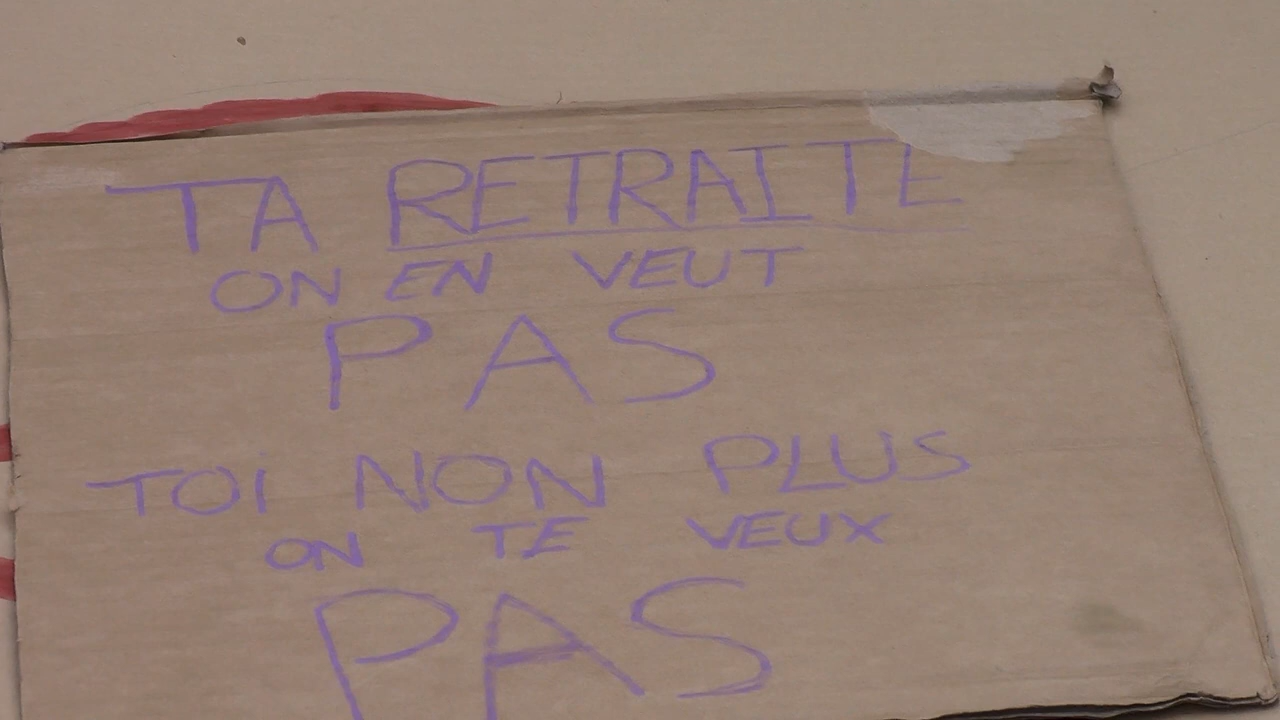 TA RETRAITE
ON EN VEUT
PAS
TOi NON PLUS
ON TE VEUX
PAS